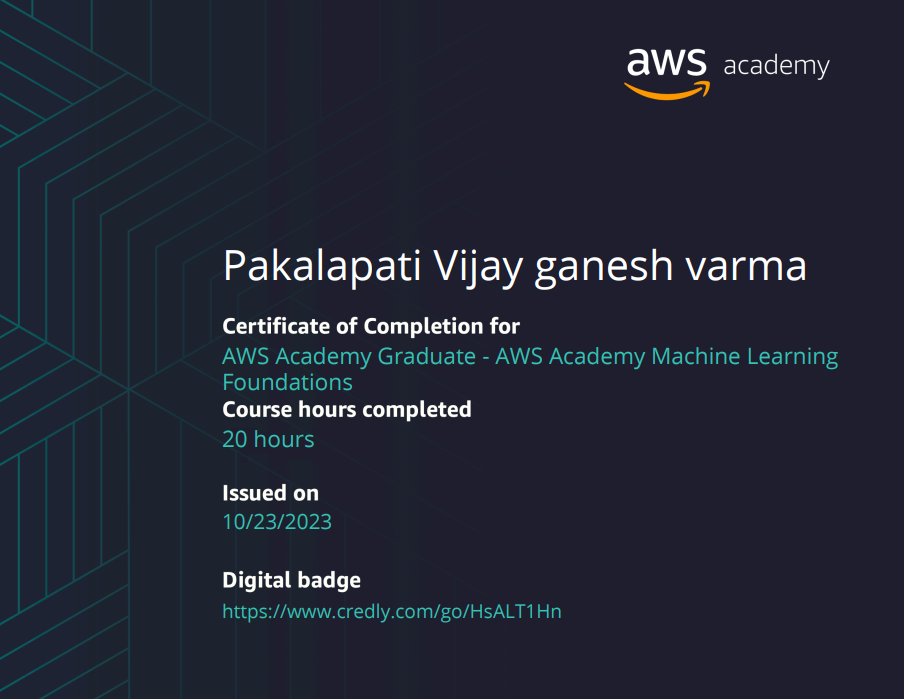 aws academy
Pakalapati Vijay ganesh varma
Certificate of Completion for
AWS Academy Graduate - AWS Academy Machine Learning
Foundations
Course hours completed
20 hours
Issued on
10/23/2023
Digital badge
https://www.credly.com/go/HsALT1Hn